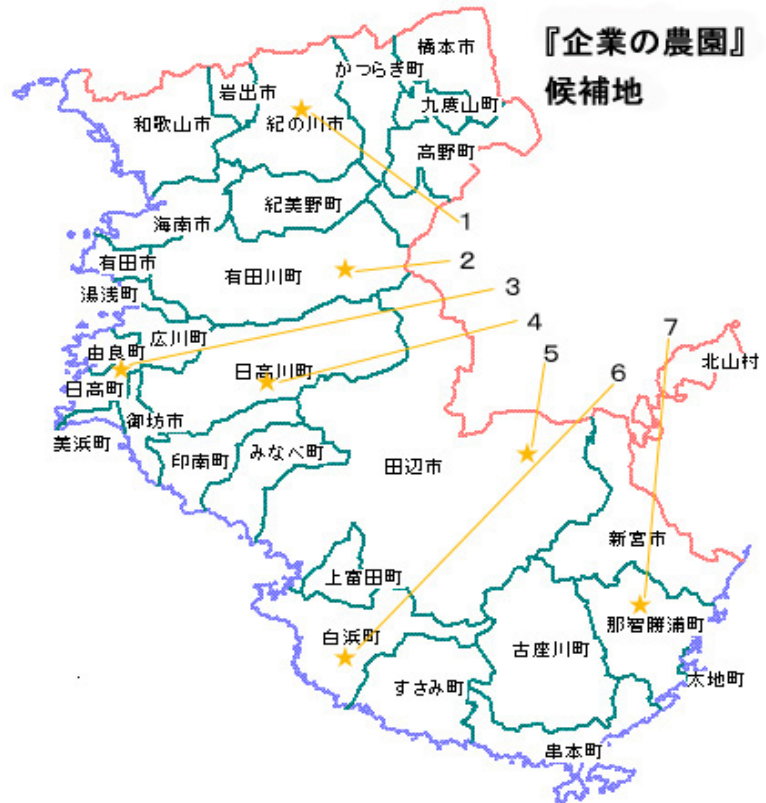 『企業の農園』
候補地
橋本市
かつらぎ町
岩出市
九度山町
和歌山市
紀の川市
高野町
紀美野町
1
海南市
有田市
有田川町
2
湯浅町
3
広川町
4
7
由良町
5
北山村
日高川町
6
日高町
御坊市
美浜町
印南町
みなべ町
田辺市
新宮市
上富田町
那智勝浦町
白浜町
古座川町
太地町
すさみ町
串本町